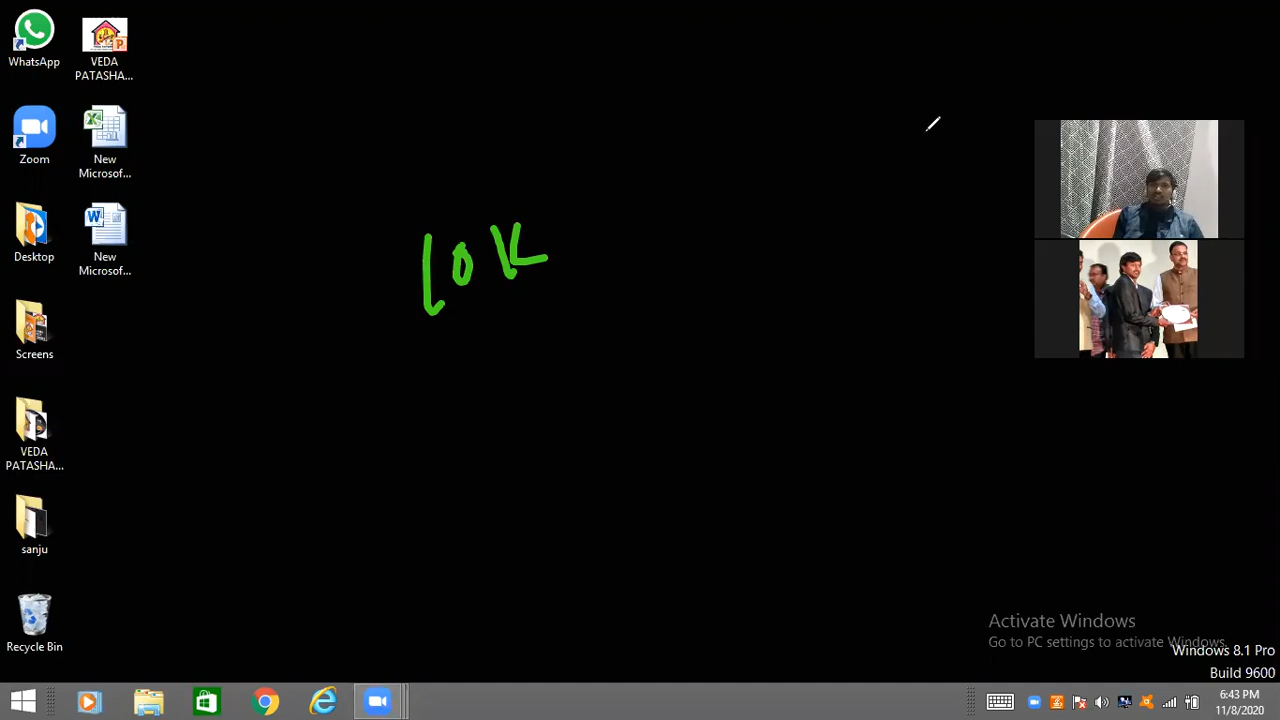 WhatsApp
VEDA
PATASHA...
Zoom
New
Microsof...
Desktop
New
Microsof...
Screens
VEDA
PATASHA...
sanju
Recycle Bin
Activate Windows
Go to PC settings to activate Windows.
Windows 8.1 Pro
Build 9600
6:43 PM
11/8/2020